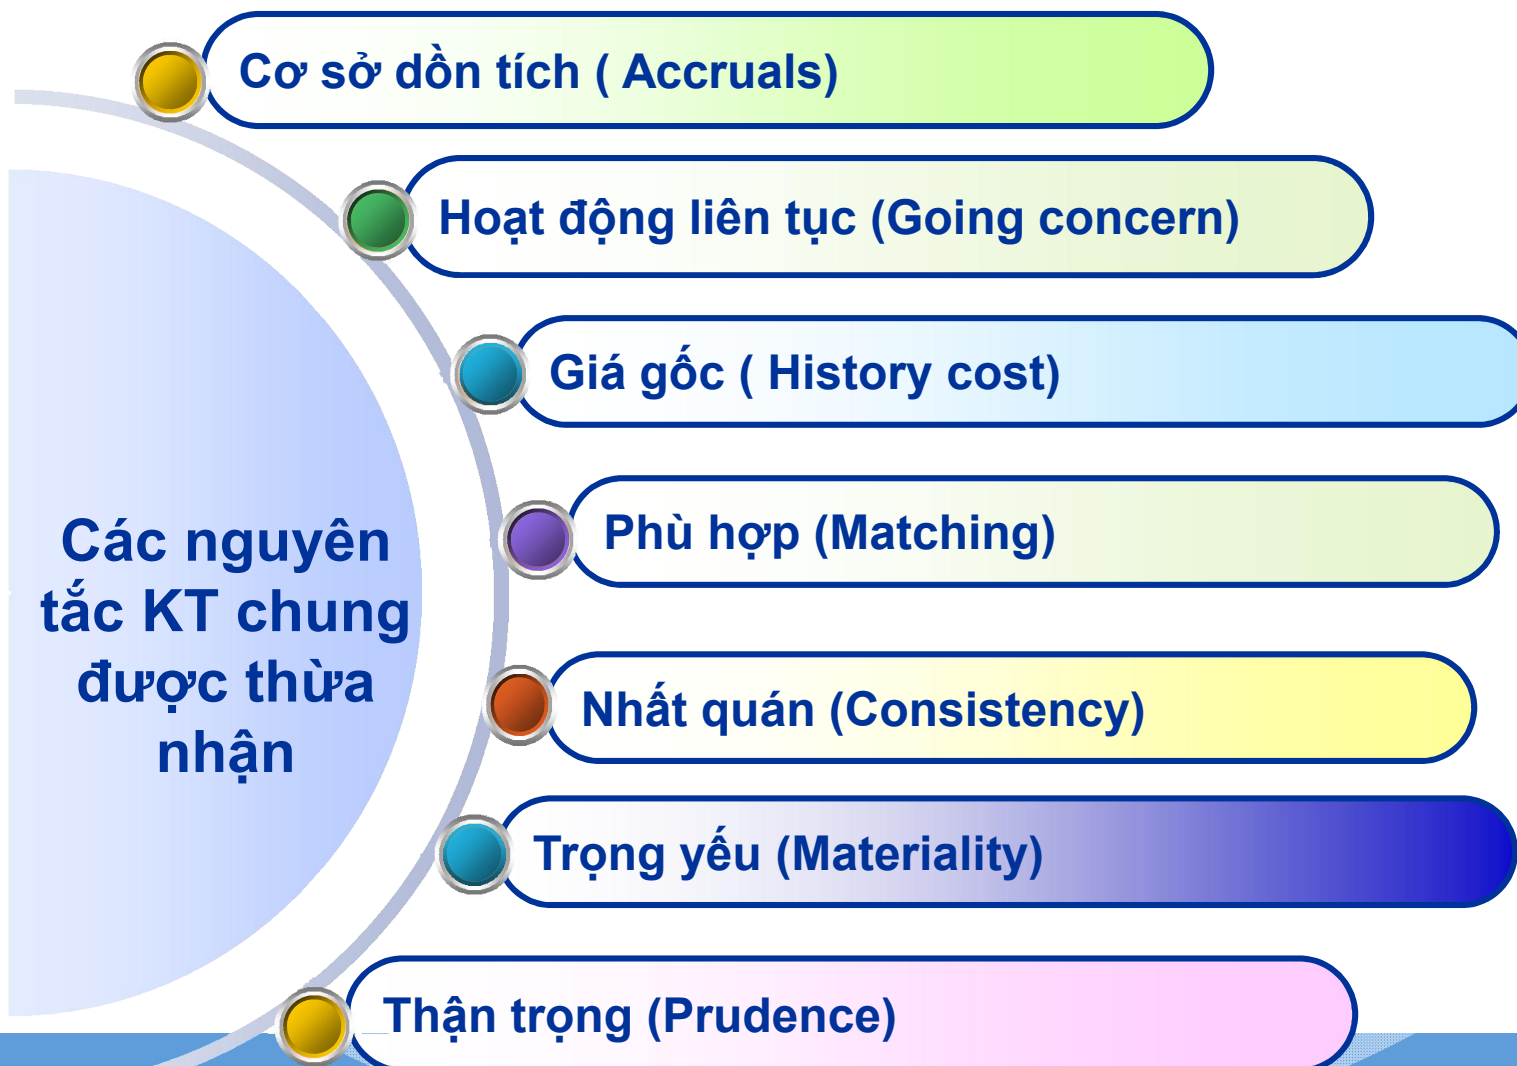 Cơ sở dồn tích ( Accruals)
Hoạt động liên tục (Going concern)
Giá gốc ( History cost)
Phù hợp (Matching)
Các nguyên
tắc KT chung
được thừa
nhận
Nhất quán (Consistency)
Trọng yếu (Materiality)
Thận trọng (Prudence)